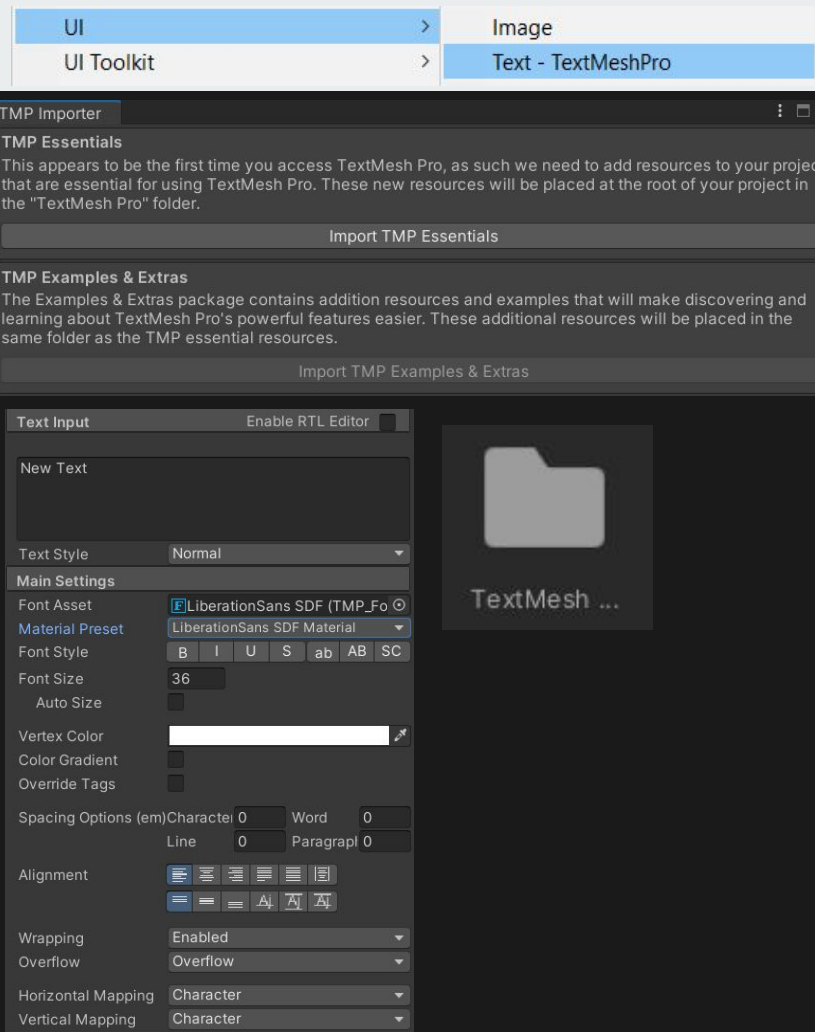 UI > Image
UI Toolkit > Text - TextMeshPro
TMP Importer
TMP Essentials
This appears to be the first time you access TextMesh Pro, as such we need to add resources to your projec
that are essential for using TextMesh Pro. These new resources will be placed at the root of your project in
the "TextMesh Pro" folder.
Import TMP Essentials
TMP Examples & Extras
The Examples & Extras package contains addition resources and examples that will make discovering and
learning about TextMesh Pro's powerful features easier. These additional resources will be placed in the
same folder as the TMP essential resources.
Import TMP Examples & Extras
Text Input Enable RTL Editor
New Text
Text Style Normal
Main Settings
Font Asset F LiberationSans SDF (TMP_Fo
Material Preset LiberationSans SDF Material
Font Style B I U S ab AB SC
Font Size 36
Auto Size
Vertex Color
Color Gradient
Override Tags
Spacing Options (em) Character 0 Word 0
Line 0 Paragrapl 0
Alignment
Wrapping Enabled
Overflow Overflow
Horizontal Mapping Character
Vertical Mapping Character
TextMesh ...